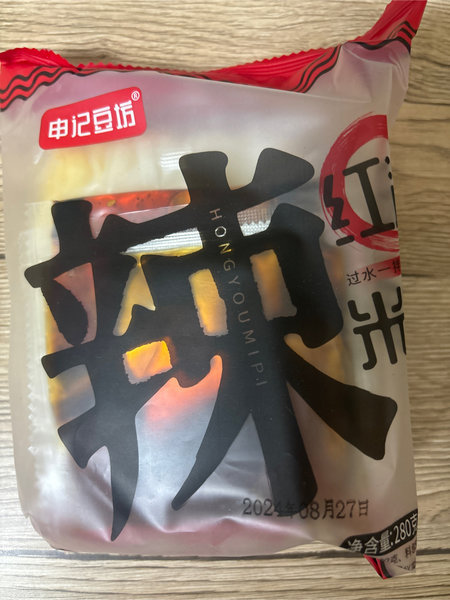 申记豆坊®
辣
HONGYOUMIPI
红
过水一
米
2024年08月27日
净含量:280克